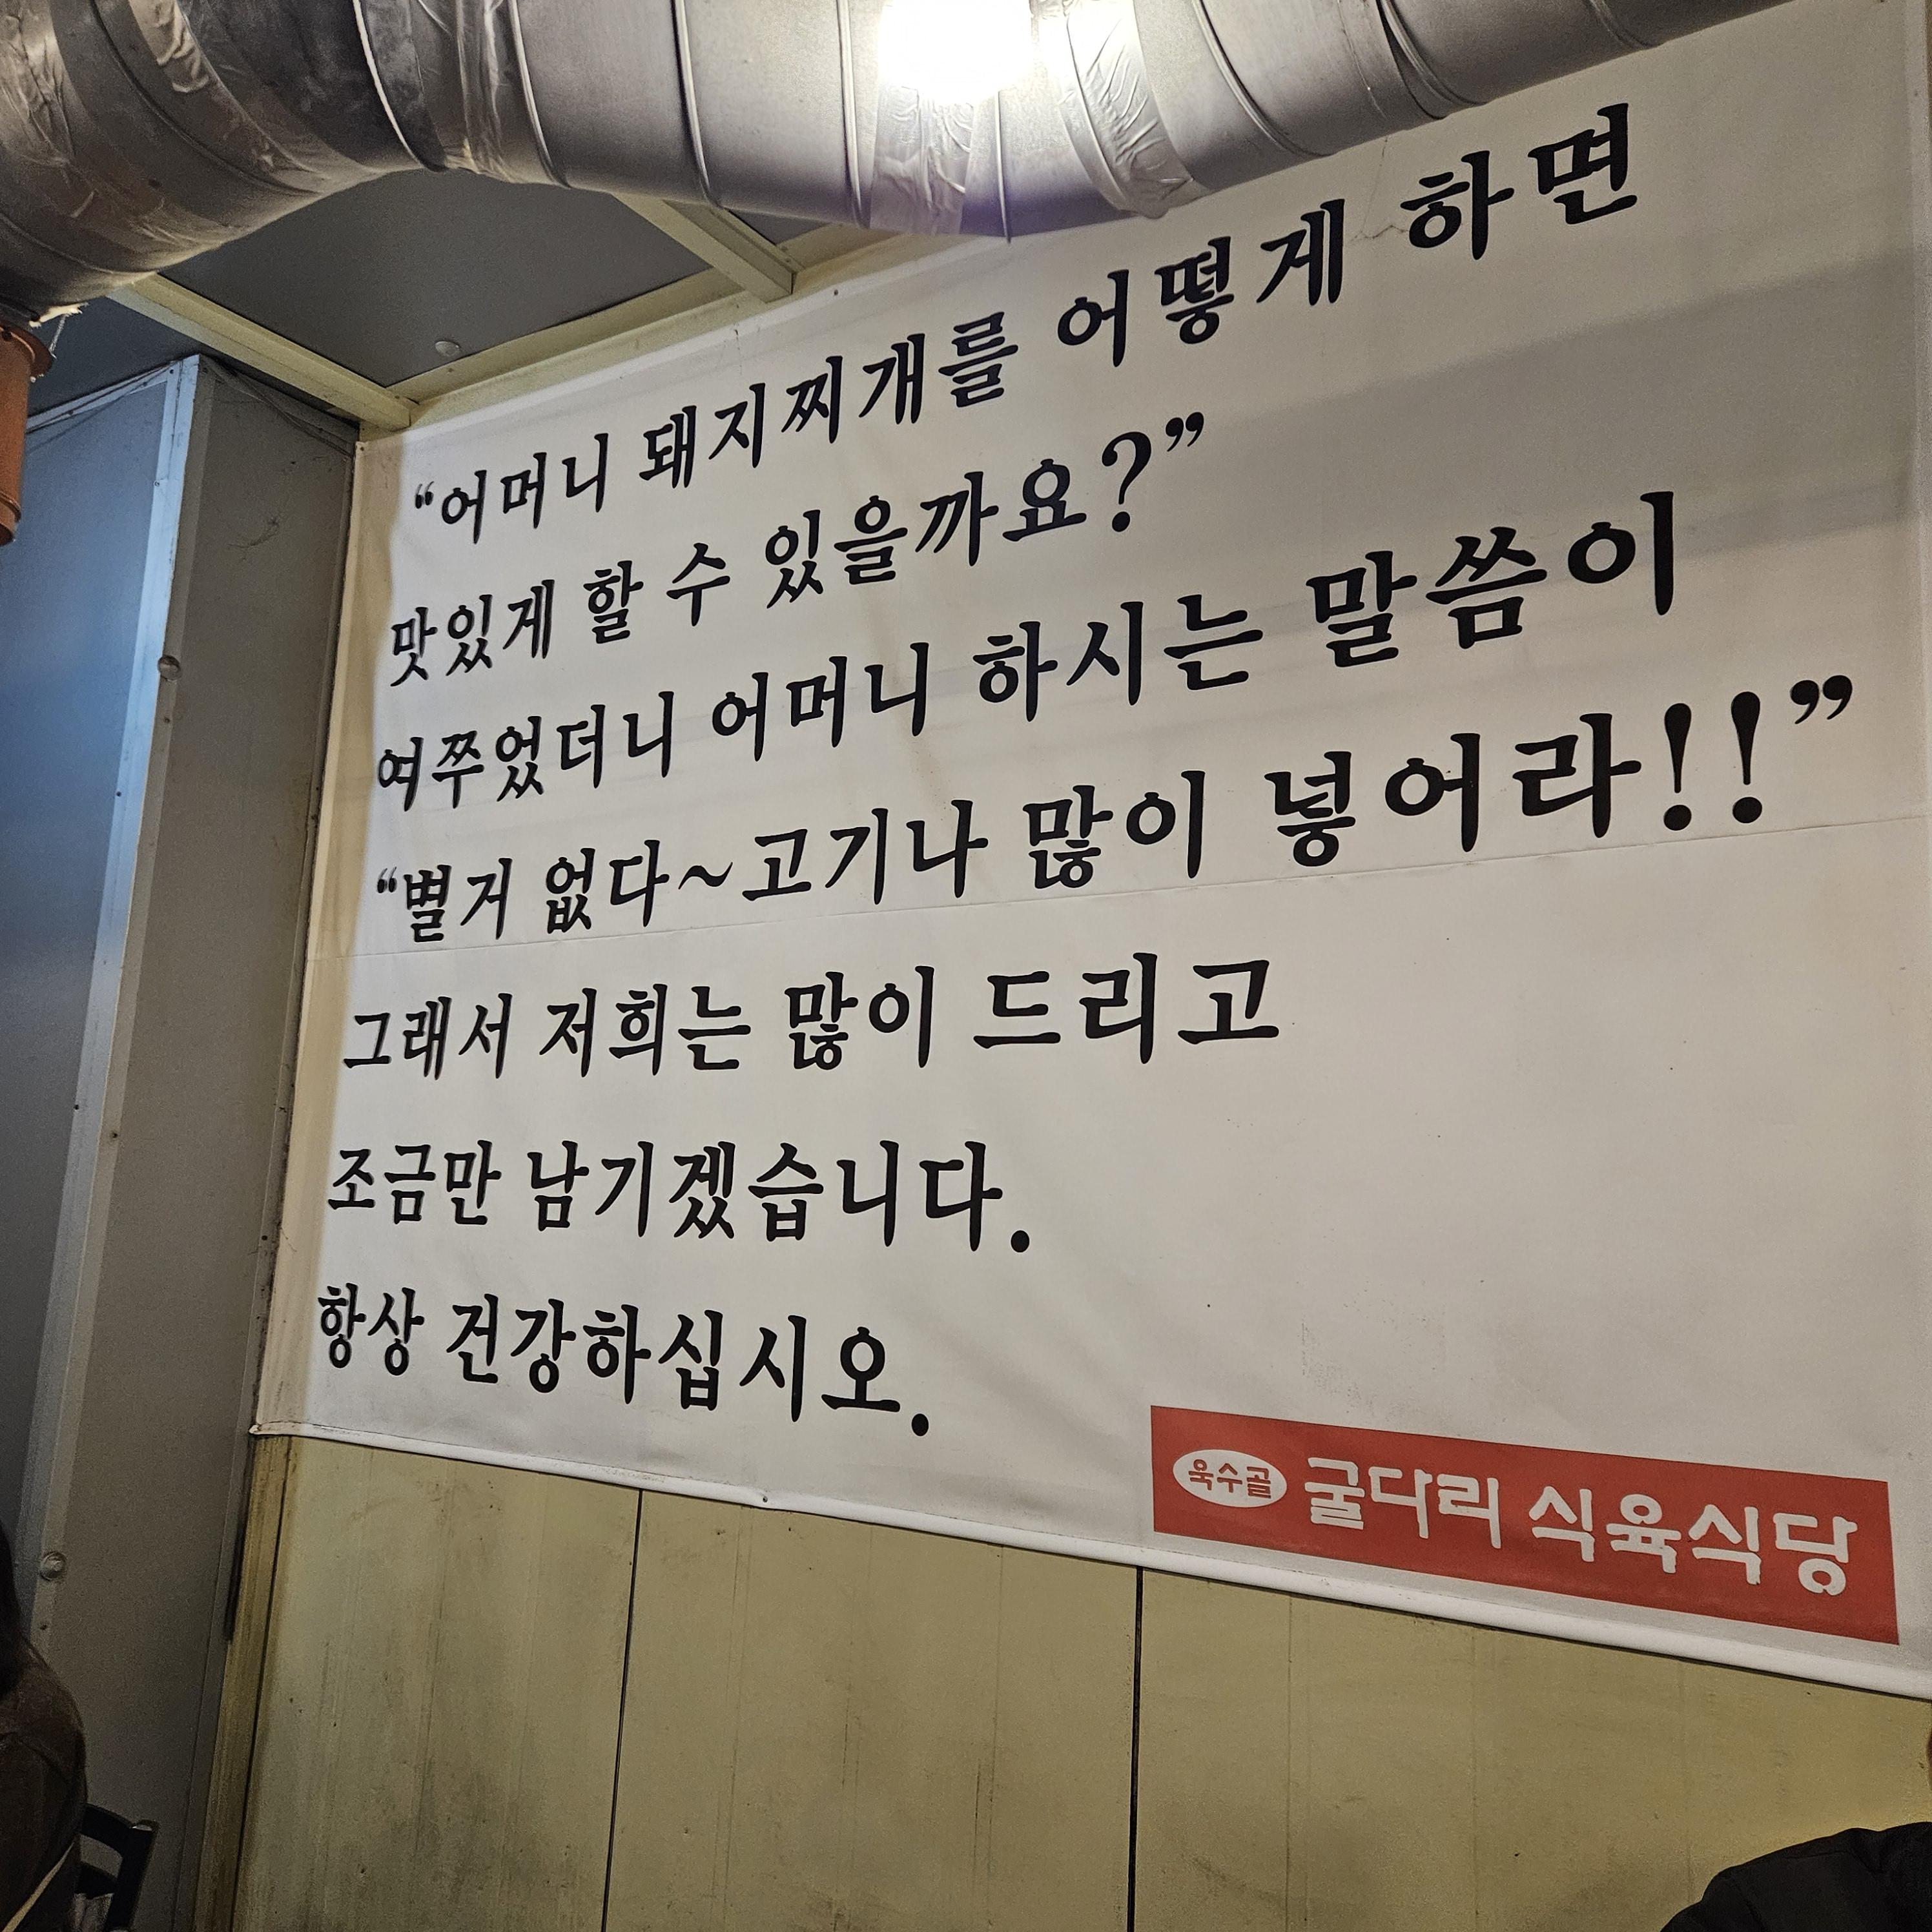 “어머니 돼지찌개를 어떻게 하면
맛있게 할 수 있을까요?”
여쭈었더니 어머니 하시는 말씀이
“별거 없다~고기나 많이 넣어라!!”
그래서 저희는 많이 드리고
조금만 남기겠습니다.
항상 건강하십시오.
욱수골 굴다리 식육식당